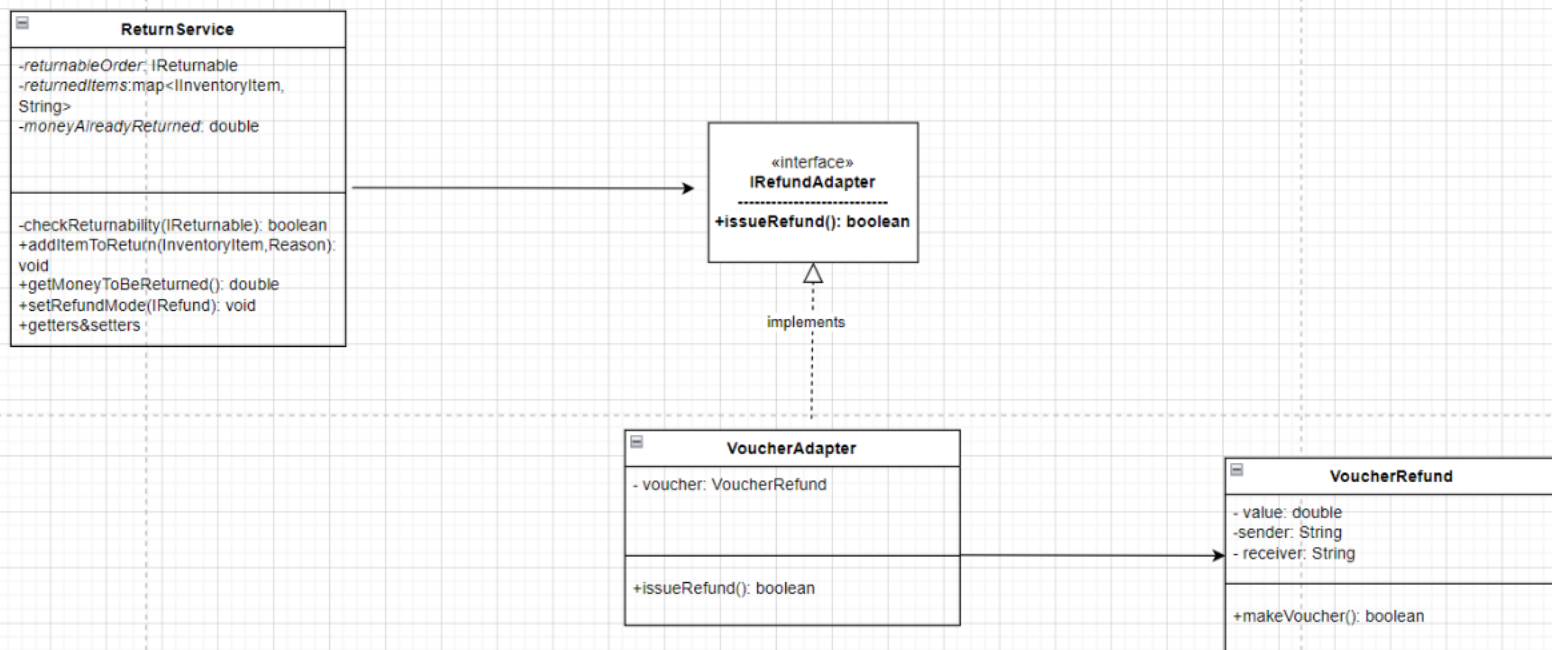 ReturnService
-returnableOrder: IReturnable
-returnedItems:map<IInventoryItem,
String>
-moneyAlreadyReturned: double
-checkReturnability(IReturnable): boolean
+addItemToReturn(InventoryItem,Reason):
void
+getMoneyToBeReturned(): double
+setRefundMode(IRefund): void
+getters&setters
«interface»
IRefundAdapter
+issueRefund(): boolean
implements
VoucherAdapter
- voucher: VoucherRefund
+issueRefund(): boolean
VoucherRefund
- value: double
-sender: String
- receiver: String
+makeVoucher(): boolean